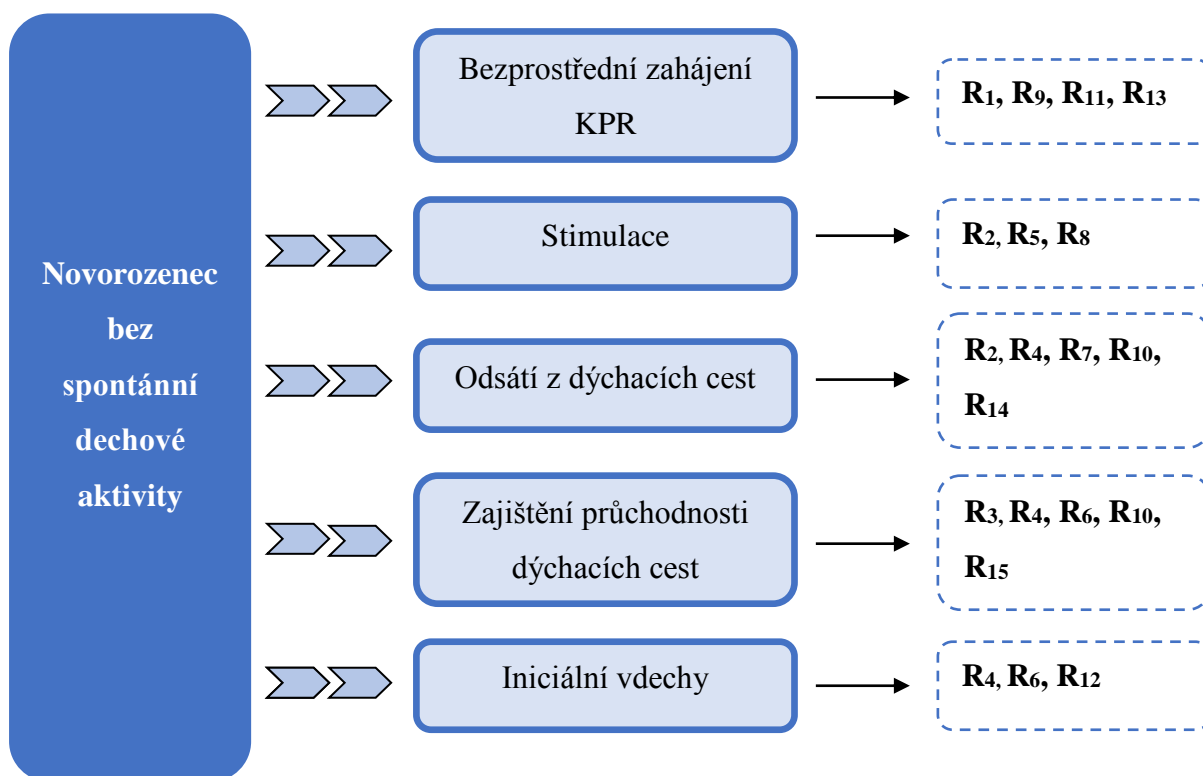 Novorozenec
bez
spontánní
dechové
aktivity
Bezprostřední zahájení
KPR
R1, R9, R11, R13
Stimulace
R2, R5, R8
Odsátí z dýchacích cest
R2, R4, R7, R10,
R14
Zajištění průchodnosti
dýchacích cest
R3, R4, R6, R10,
R15
Iniciální vdechy
R4, R6, R12